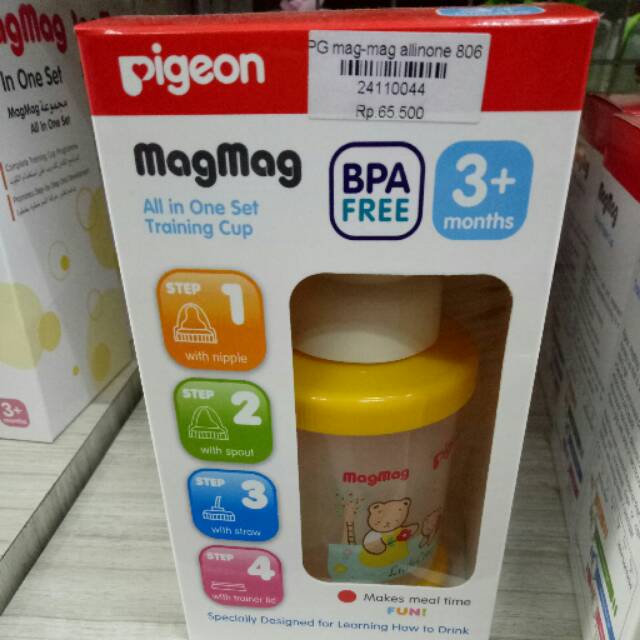 PG mag-mag allinone 806
24110044
Rp.65 500
pigeon
MagMag
All in One Set
Training Cup
BPA
FREE
3+
months
STEP 1
with nipple
STEP 2
with spout
STEP 3
with straw
STEP 4
with trainer lid
MagMag
Makes meal time
FUN!
Specially Designed for Learning How to Drink
agMag
In One Set
MagMag مجموعة
All in One Set
3+
months